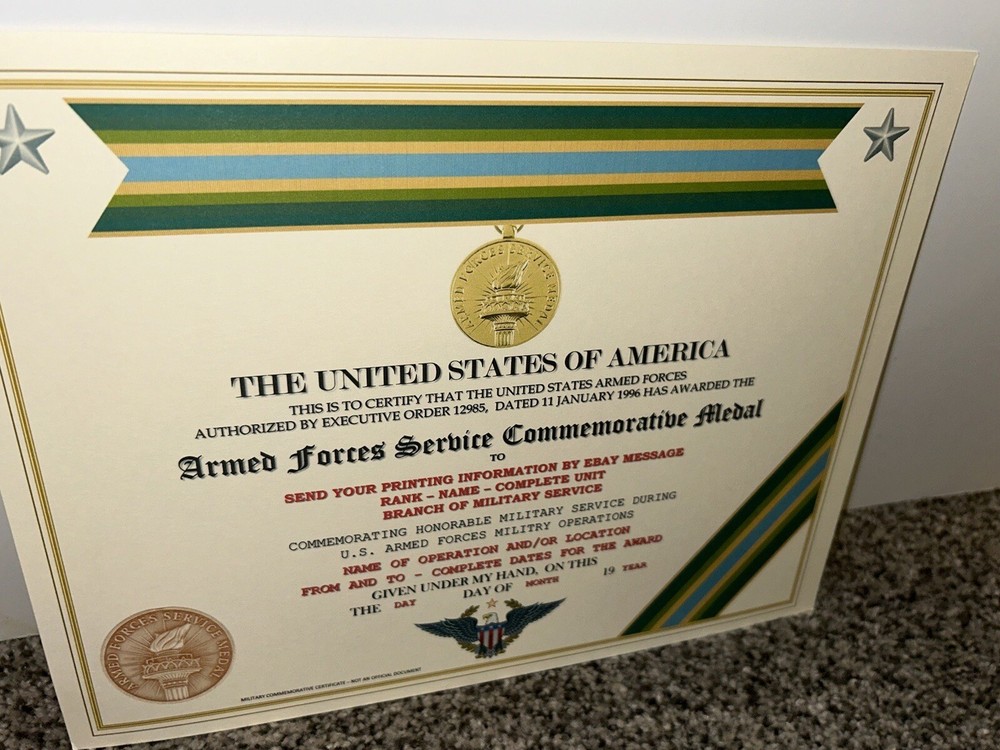 ARMED FORCES SERVICE MEDAL
THE UNITED STATES OF AMERICA
THIS IS TO CERTIFY THAT THE UNITED STATES ARMED FORCES
AUTHORIZED BY EXECUTIVE ORDER 12985, DATED 11 JANUARY 1996 HAS AWARDED THE
Armed Forces Service Commemorative Medal
TO
SEND YOUR PRINTING INFORMATION BY EBAY MESSAGE
RANK - NAME - COMPLETE UNIT
BRANCH OF MILITARY SERVICE
COMMEMORATING HONORABLE MILITARY SERVICE DURING
U.S. ARMED FORCES MILITRY OPERATIONS
NAME OF OPERATION AND/OR LOCATION
FROM AND TO - COMPLETE DATES FOR THE AWARD
GIVEN UNDER MY HAND, ON THIS 19 YEAR
THE DAY DAY OF MONTH
ARMED FORCES SERVICE MEDAL
MILITARY COMMEMORATIVE CERTIFICATE - NOT AN OFFICIAL DOCUMENT